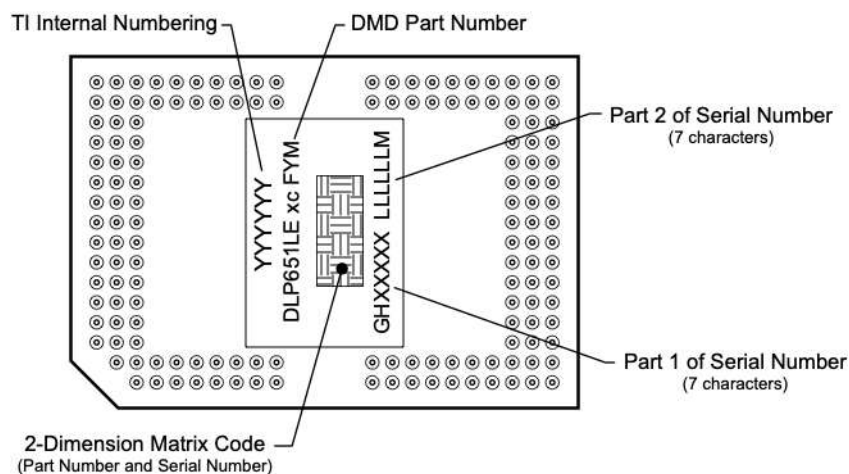 TI Internal Numbering
DMD Part Number
Part 2 of Serial Number
(7 characters)
YYYYYYY
DLP651LE xc FYM
GHXXXXX LLLLLLM
Part 1 of Serial Number
(7 characters)
2-Dimension Matrix Code
(Part Number and Serial Number)